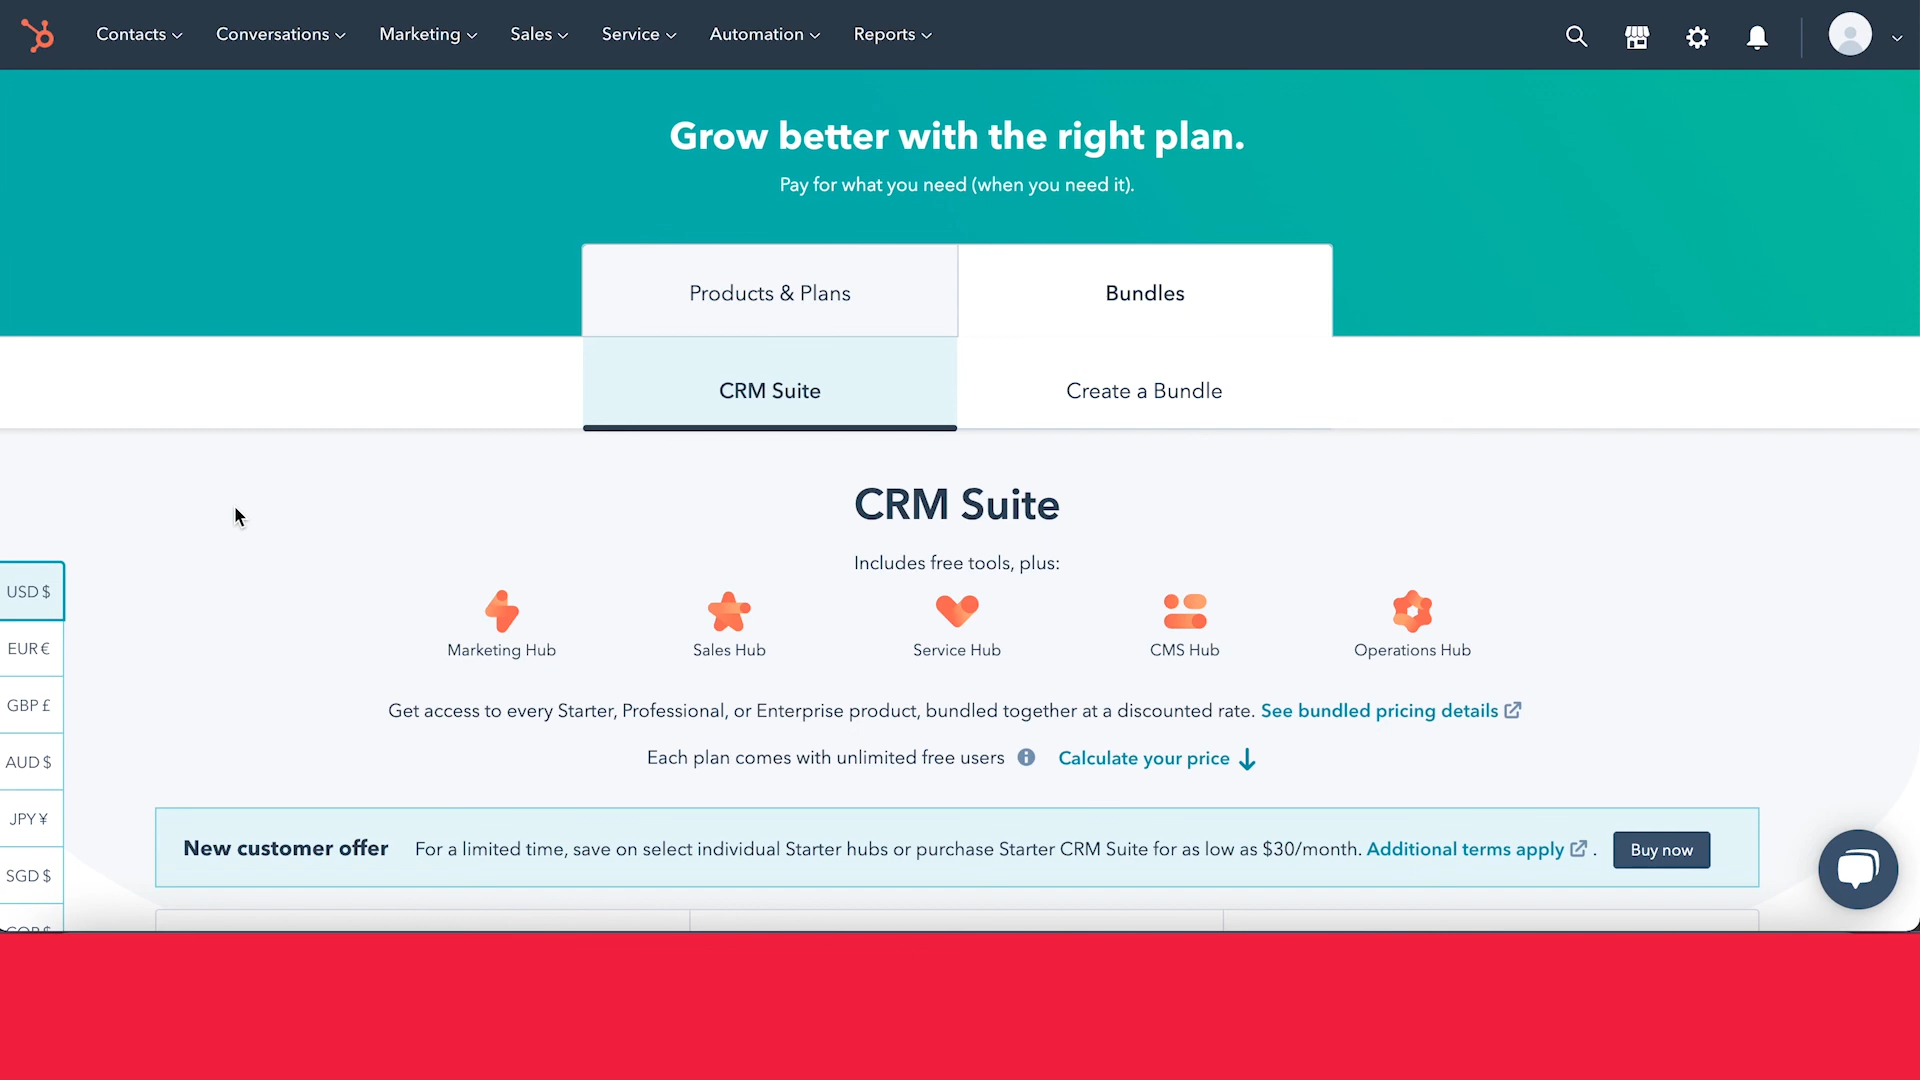 Contacts
Conversations
Marketing
Sales
Service
Automation
Reports
Grow better with the right plan.
Pay for what you need (when you need it).
Products & Plans
Bundles
CRM Suite
Create a Bundle
CRM Suite
Includes free tools, plus:
Marketing Hub
Sales Hub
Service Hub
CMS Hub
Operations Hub
Get access to every Starter, Professional, or Enterprise product, bundled together at a discounted rate. See bundled pricing details
Each plan comes with unlimited free users Calculate your price
New customer offer For a limited time, save on select individual Starter hubs or purchase Starter CRM Suite for as low as $30/month. Additional terms apply . Buy now
USD $
EUR €
GBP £
AUD $
JPY ¥
SGD $